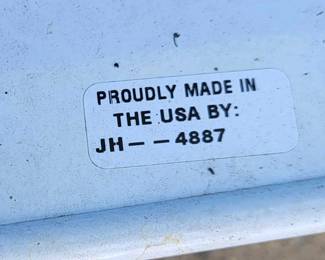 PROUDLY MADE IN
THE USA BY:
JH— —4887